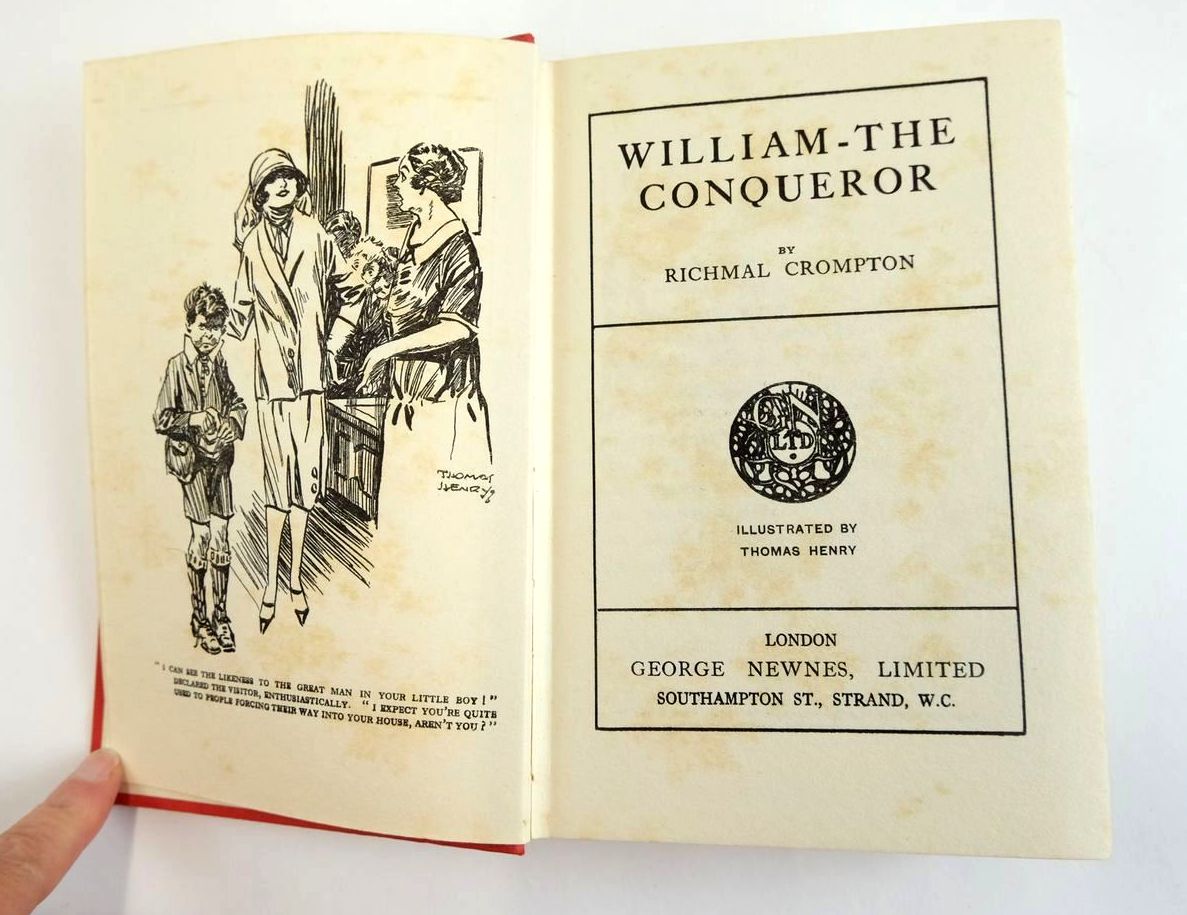 THOMAS
HENRY
"I CAN SEE THE LIKENESS TO THE GREAT MAN IN YOUR LITTLE BOY!"
DECLARED THE VISITOR, ENTHUSIASTICALLY. "I EXPECT YOU'RE QUITE
USED TO PEOPLE FORCING THEIR WAY INTO YOUR HOUSE, AREN'T YOU?"
WILLIAM-THE
CONQUEROR
BY
RICHMAL CROMPTON
GN
LTD
ILLUSTRATED BY
THOMAS HENRY
LONDON
GEORGE NEWNES, LIMITED
SOUTHAMPTON ST., STRAND, W.C.